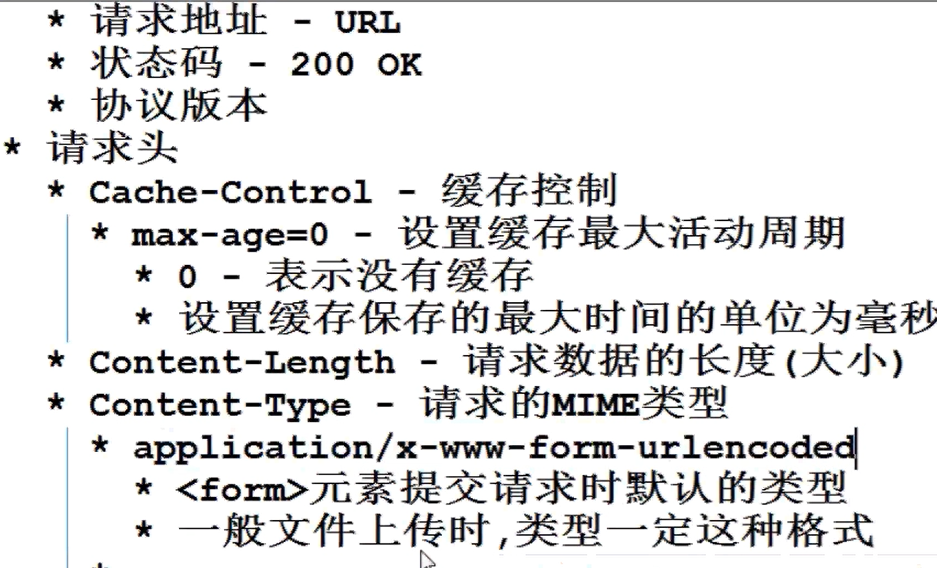 * 请求地址 - URL
* 状态码 - 200 OK
* 协议版本
* 请求头
* Cache-Control - 缓存控制
* max-age=0 - 设置缓存最大活动周期
* 0 - 表示没有缓存
* 设置缓存保存的最大时间的单位为毫秒
* Content-Length - 请求数据的长度(大小)
* Content-Type - 请求的MIME类型
* application/x-www-form-urlencoded
* <form>元素提交请求时默认的类型
* 一般文件上传时,类型一定这种格式
*